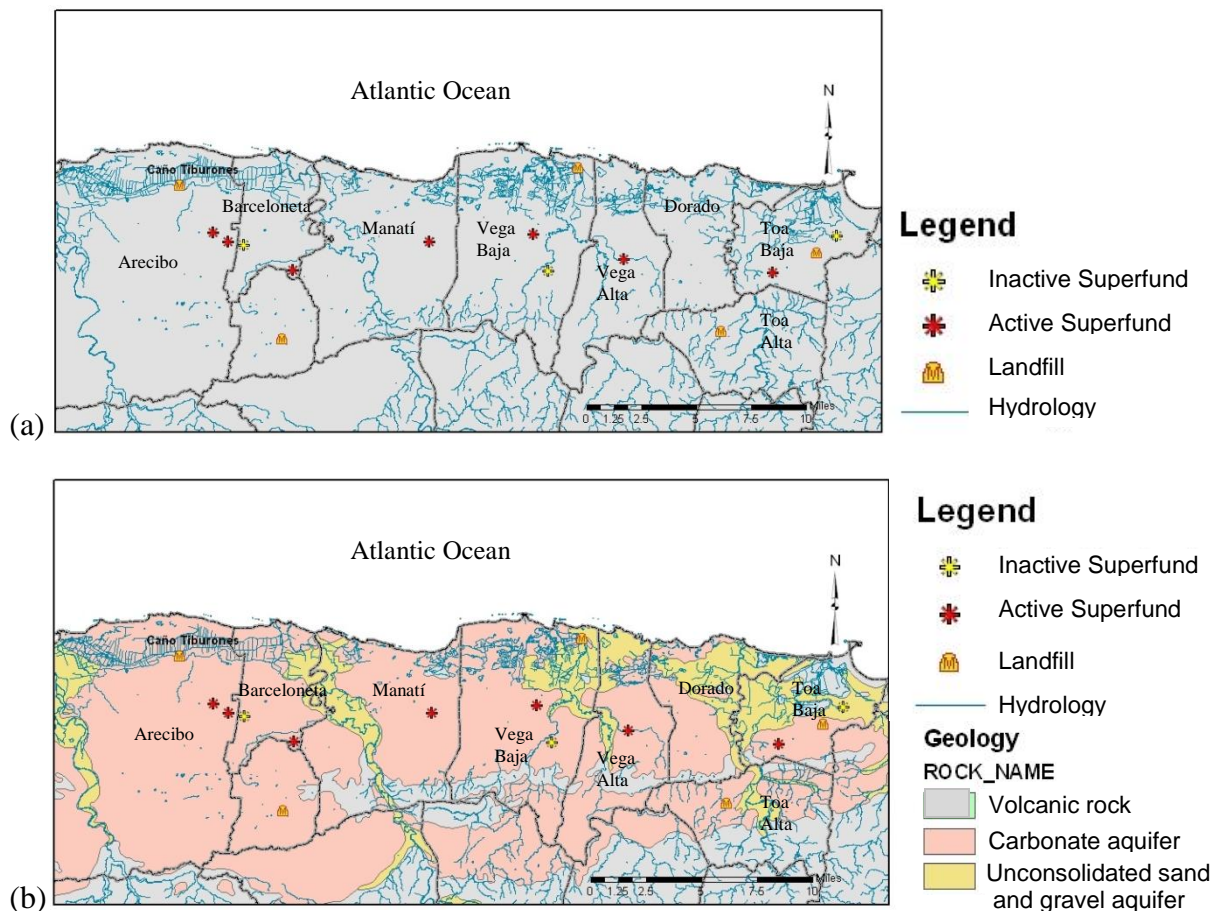 Atlantic Ocean
N
Caño Tiburones
Barceloneta
Manatí
Vega
Baja
Dorado
Toa
Baja
Arecibo
Vega
Alta
Toa
Alta
Miles
0 1.25 2.5 5 7.5 10
(a)
Legend
Inactive Superfund
Active Superfund
Landfill
Hydrology
Atlantic Ocean
N
Caño Tiburones
Barceloneta
Manatí
Dorado
Toa
Baja
Arecibo
Vega
Baja
Vega
Alta
Toa
Alta
Miles
0 1.25 2.5 5 7.5 10
(b)
Legend
Inactive Superfund
Active Superfund
Landfill
Hydrology
Geology
ROCK_NAME
Volcanic rock
Carbonate aquifer
Unconsolidated sand
and gravel aquifer